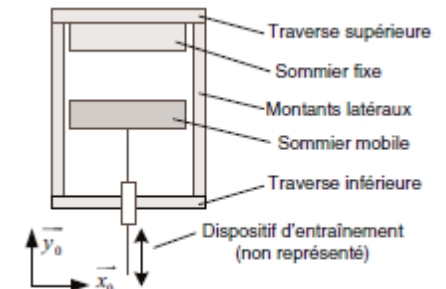 Traverse supérieure
Sommier fixe
Montants latéraux
Sommier mobile
Traverse inférieure
Dispositif d'entraînement
(non représenté)
y₀
x₀